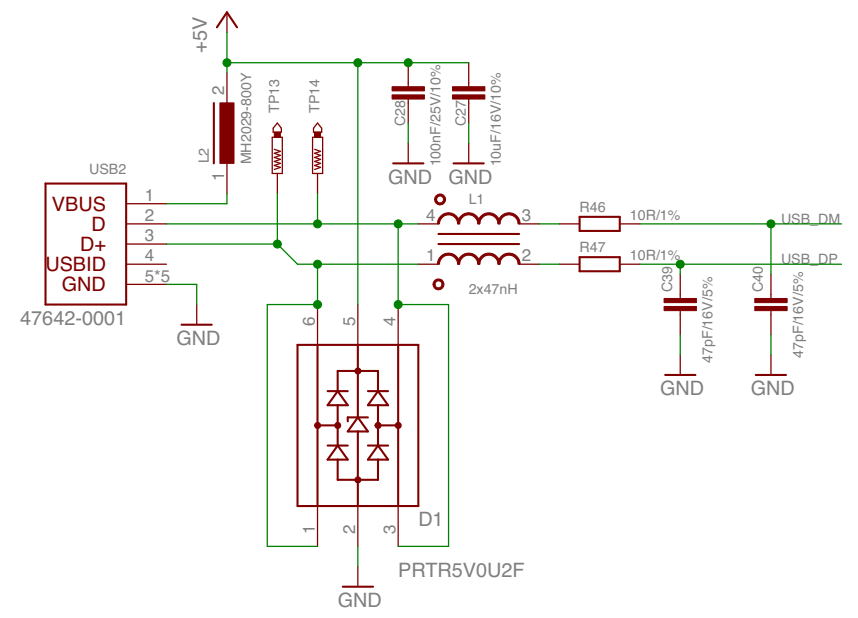 +5V
2
L2
MH2029-800Y
1
TP13
TP14
C28
100nF/25V/10%
C27
10uF/16V/10%
GND
GND
USB2
VBUS
D
D+
USBID
GND
1
2
3
4
5*5
47642-0001
GND
4
L1
3
1
2
2x47nH
R46
10R/1%
USB_DM
R47
10R/1%
USB_DP
C39
47pF/16V/5%
C40
47pF/16V/5%
GND
GND
6
5
4
1
2
3
D1
PRTR5V0U2F
GND